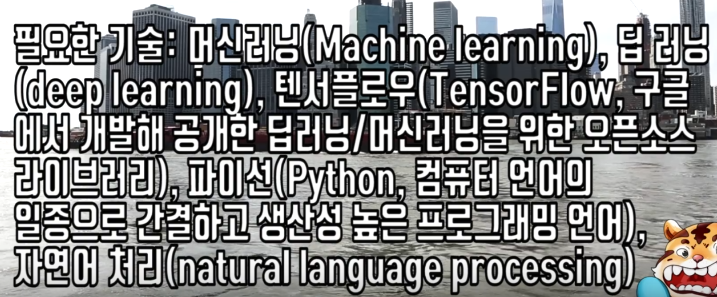 필요한 기술: 머신러닝(Machine learning), 딥 러닝
(deep learning), 텐서플로우(TensorFlow, 구글
에서 개발해 공개한 딥러닝/머신러닝을 위한 오픈소스
라이브러리), 파이선(Python, 컴퓨터 언어의
일종으로 간결하고 생산성 높은 프로그래밍 언어),
자연어 처리(natural language processing)